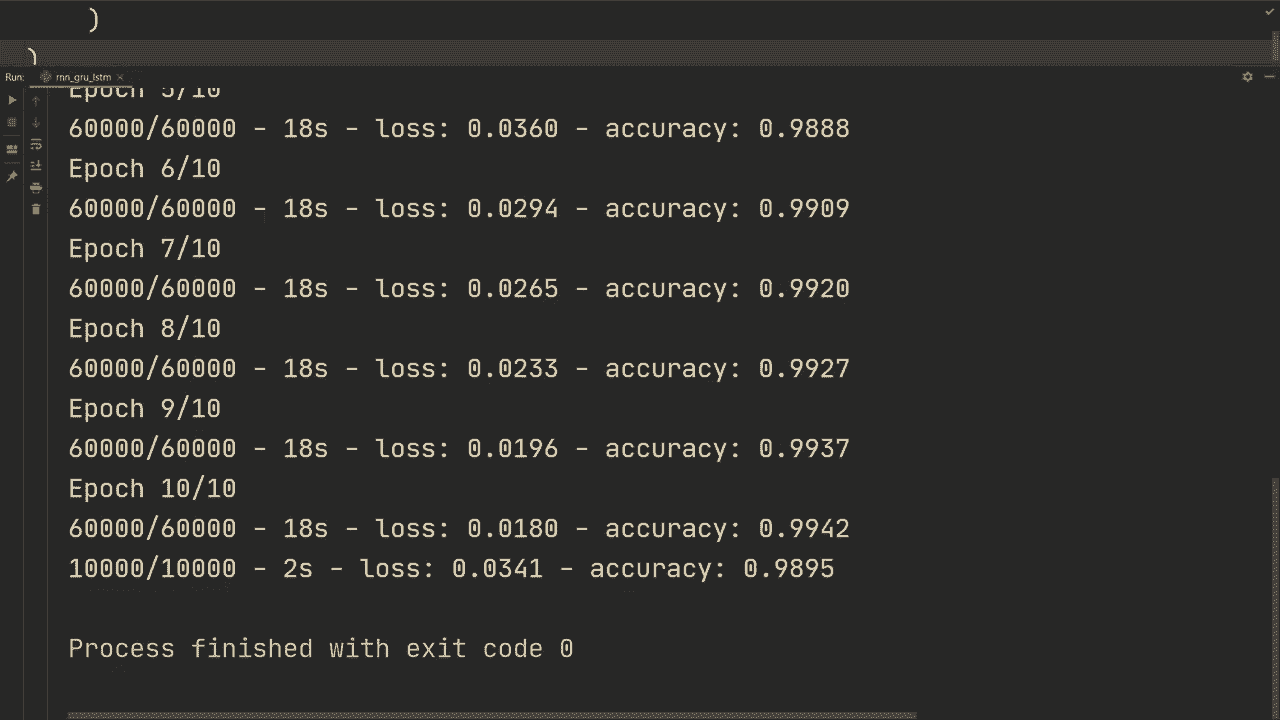 )
)
Run: rnn_gru_lstm
Epoch 5/10
60000/60000 - 18s - loss: 0.0360 - accuracy: 0.9888
Epoch 6/10
60000/60000 - 18s - loss: 0.0294 - accuracy: 0.9909
Epoch 7/10
60000/60000 - 18s - loss: 0.0265 - accuracy: 0.9920
Epoch 8/10
60000/60000 - 18s - loss: 0.0233 - accuracy: 0.9927
Epoch 9/10
60000/60000 - 18s - loss: 0.0196 - accuracy: 0.9937
Epoch 10/10
60000/60000 - 18s - loss: 0.0180 - accuracy: 0.9942
10000/10000 - 2s - loss: 0.0341 - accuracy: 0.9895
Process finished with exit code 0